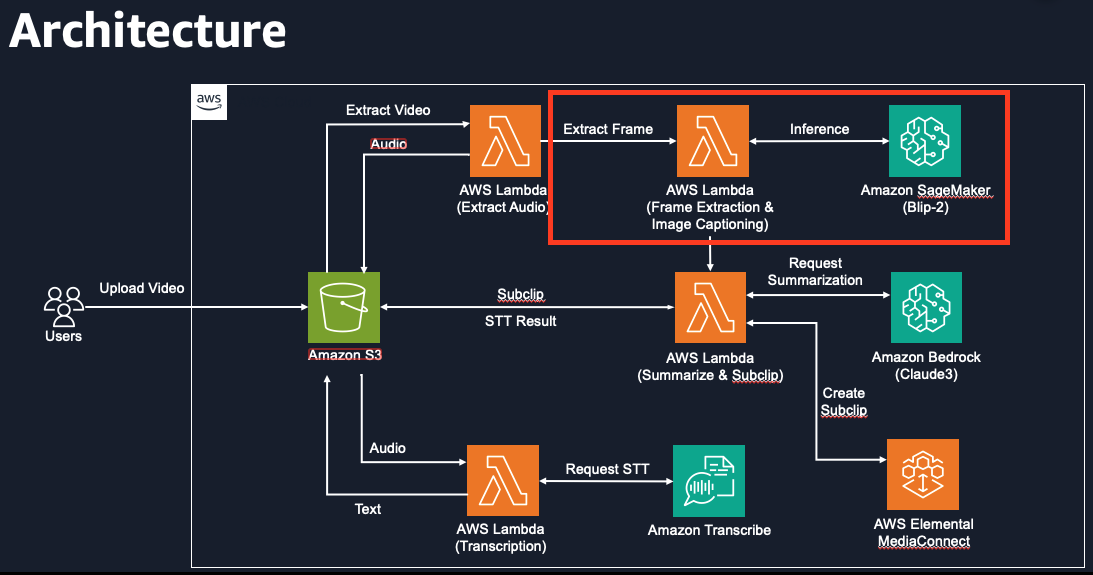 Architecture
aws
Extract Video
Audio
AWS Lambda
(Extract Audio)
Extract Frame
AWS Lambda
(Frame Extraction &
Image Captioning)
Inference
Amazon SageMaker
(Blip-2)
Upload Video
Users
Amazon S3
Subclip
STT Result
AWS Lambda
(Summarize & Subclip)
Request
Summarization
Amazon Bedrock
(Claude3)
Create
Subclip
AWS Elemental
MediaConnect
Audio
Text
AWS Lambda
(Transcription)
Request STT
Amazon Transcribe